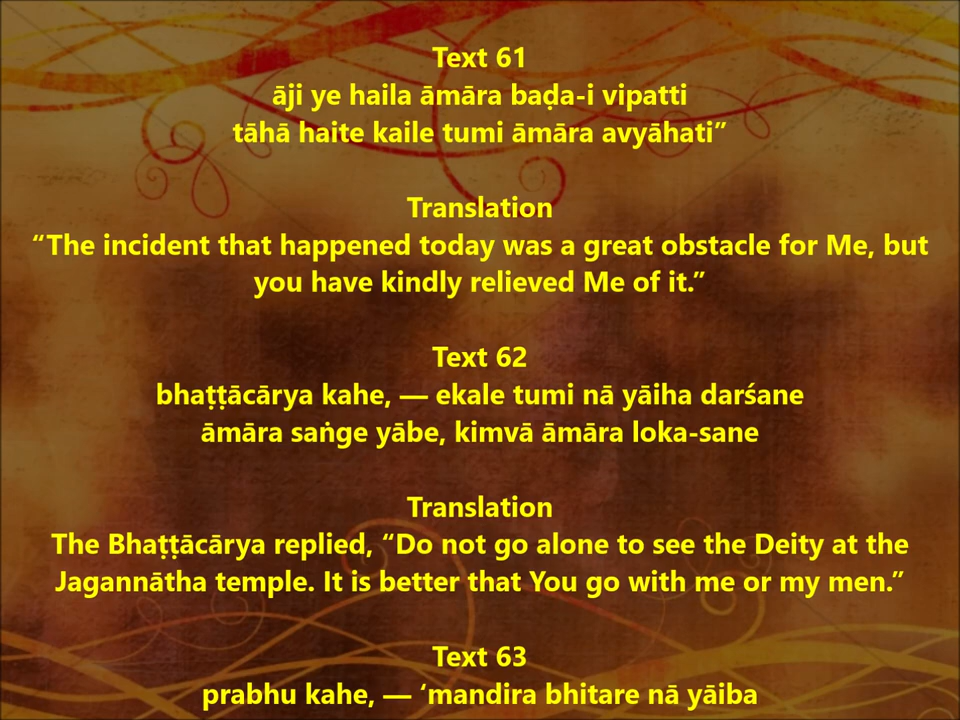 Text 61
āji ye haila āmāra baḍa-i vipatti
tāhā haite kaile tumi āmāra avyāhati”
Translation
“The incident that happened today was a great obstacle for Me, but
you have kindly relieved Me of it.”
Text 62
bhaṭṭācārya kahe, — ekale tumi nā yāiha darśane
āmāra saṅge yābe, kimvā āmāra loka-sane
Translation
The Bhaṭṭācārya replied, “Do not go alone to see the Deity at the
Jagannātha temple. It is better that You go with me or my men.”
Text 63
prabhu kahe, — ‘mandira bhitare nā yāiba